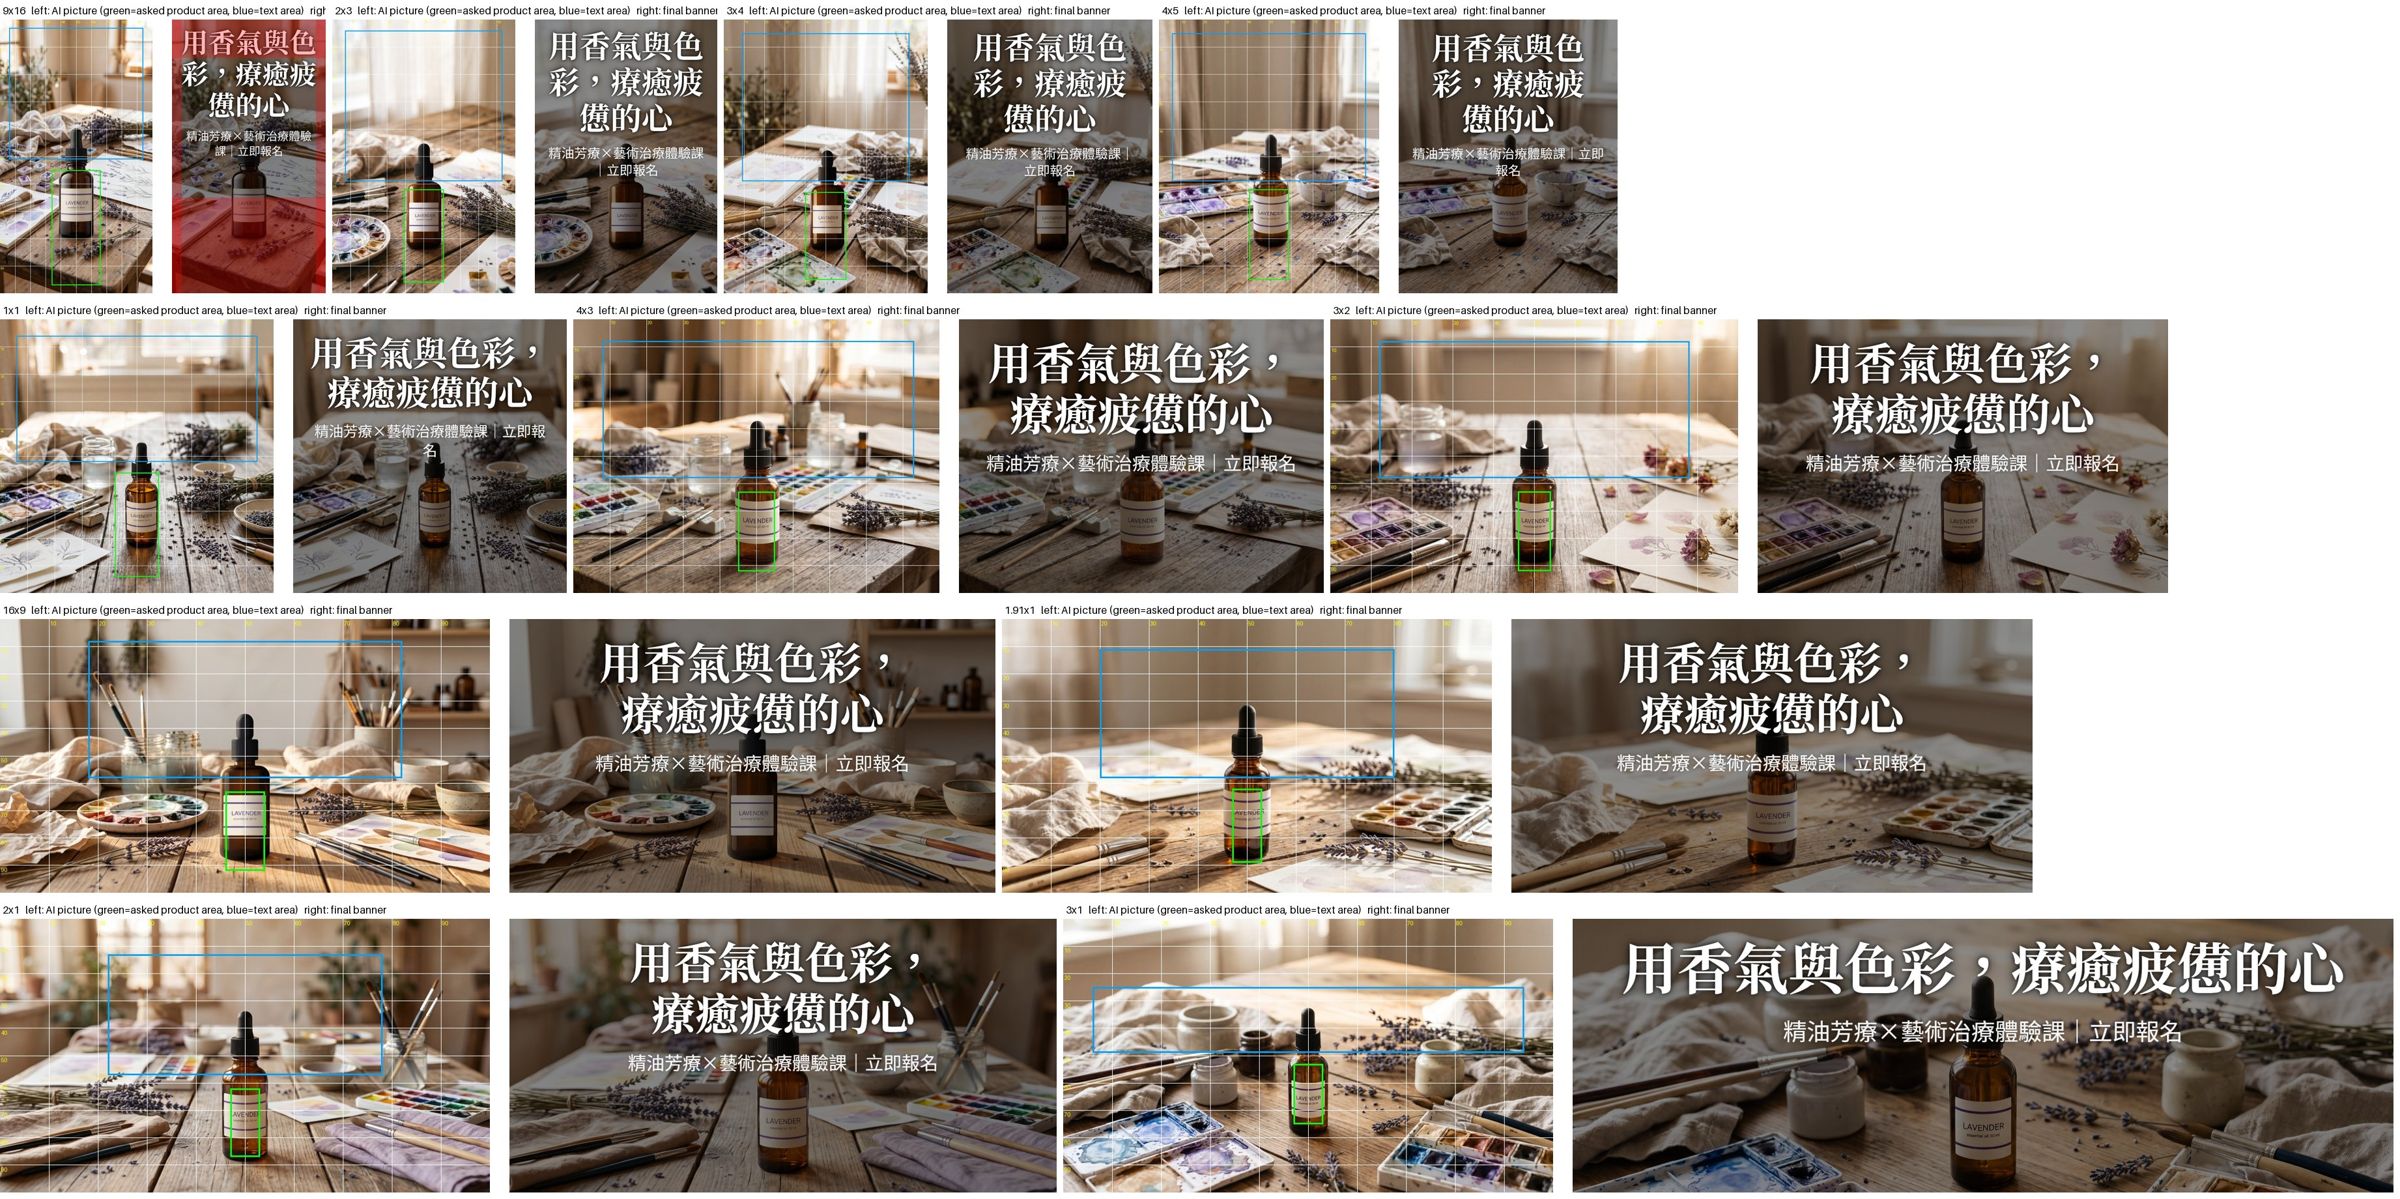 9x16 left: AI picture (green=asked product area, blue=text area) righ
用香氣與色
彩，療癒疲
憊的心
精油芳療×藝術治療體驗
課｜立即報名
LAVENDER
2x3 left: AI picture (green=asked product area, blue=text area) right: final banner
用香氣與色
彩，療癒疲
憊的心
精油芳療×藝術治療體驗課
｜立即報名
LAVENDER
3x4 left: AI picture (green=asked product area, blue=text area) right: final banner
用香氣與色
彩，療癒疲
憊的心
精油芳療×藝術治療體驗課｜
立即報名
LAVENDER
4x5 left: AI picture (green=asked product area, blue=text area) right: final banner
用香氣與色
彩，療癒疲
憊的心
精油芳療×藝術治療體驗課｜立即
報名
LAVENDER
1x1 left: AI picture (green=asked product area, blue=text area) right: final banner
用香氣與色彩，
療癒疲憊的心
精油芳療×藝術治療體驗課｜立即報
名
LAVENDER
4x3 left: AI picture (green=asked product area, blue=text area) right: final banner
用香氣與色彩，
療癒疲憊的心
精油芳療×藝術治療體驗課｜立即報名
LAVENDER
3x2 left: AI picture (green=asked product area, blue=text area) right: final banner
用香氣與色彩，
療癒疲憊的心
精油芳療×藝術治療體驗課｜立即報名
LAVENDER
16x9 left: AI picture (green=asked product area, blue=text area) right: final banner
用香氣與色彩，
療癒疲憊的心
精油芳療×藝術治療體驗課｜立即報名
LAVENDER
1.91x1 left: AI picture (green=asked product area, blue=text area) right: final banner
用香氣與色彩，
療癒疲憊的心
精油芳療×藝術治療體驗課｜立即報名
LAVENDER
2x1 left: AI picture (green=asked product area, blue=text area) right: final banner
用香氣與色彩，
療癒疲憊的心
精油芳療×藝術治療體驗課｜立即報名
LAVENDER
3x1 left: AI picture (green=asked product area, blue=text area) right: final banner
用香氣與色彩，療癒疲憊的心
精油芳療×藝術治療體驗課｜立即報名
LAVENDER